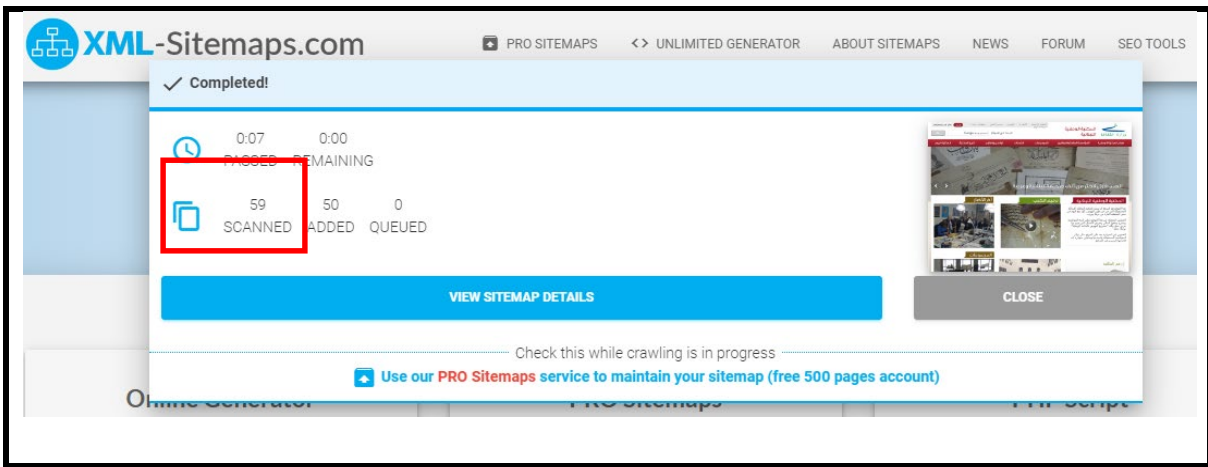 XML-Sitemaps.com
PRO SITEMAPS <> UNLIMITED GENERATOR ABOUT SITEMAPS NEWS FORUM SEO TOOLS
Completed!
0:07 0:00
PASSED REMAINING
59 50 0
SCANNED ADDED QUEUED
VIEW SITEMAP DETAILS
CLOSE
Check this while crawling is in progress
Use our PRO Sitemaps service to maintain your sitemap (free 500 pages account)
Online Generator PRO Sitemaps PHP Script